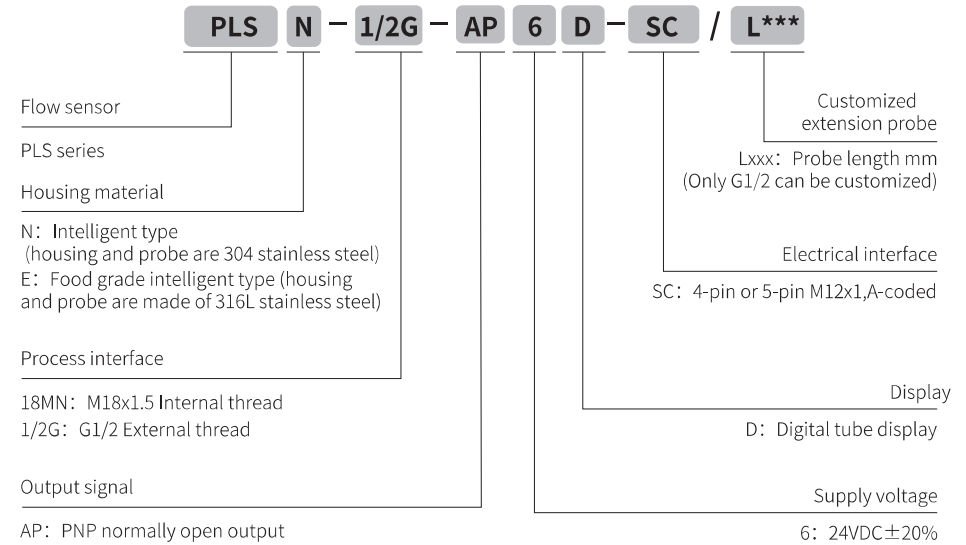 PLS N - 1/2G - AP 6 D - SC / L***
Flow sensor
PLS series
Housing material
N: Intelligent type
(housing and probe are 304 stainless steel)
E: Food grade intelligent type (housing
and probe are made of 316L stainless steel)
Process interface
18MN: M18x1.5 Internal thread
1/2G: G1/2 External thread
Output signal
AP: PNP normally open output
Customized
extension probe
Lxxx: Probe length mm
(Only G1/2 can be customized)
Electrical interface
SC: 4-pin or 5-pin M12x1,A-coded
Display
D: Digital tube display
Supply voltage
6: 24VDC±20%